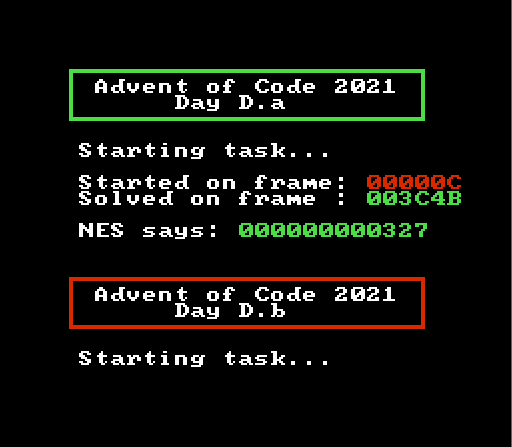 Advent of Code 2021
Day D.a
Starting task...
Started on frame: 00000C
Solved on frame : 003C4B
NES says: 000000000327
Advent of Code 2021
Day D.b
Starting task...